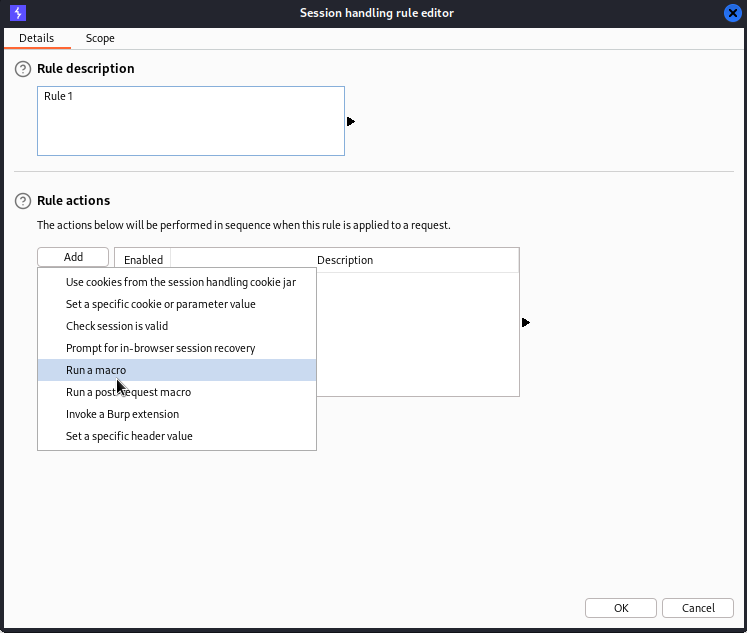 Session handling rule editor
Details
Scope
Rule description
Rule 1
Rule actions
The actions below will be performed in sequence when this rule is applied to a request.
Add
Enabled
Description
Use cookies from the session handling cookie jar
Set a specific cookie or parameter value
Check session is valid
Prompt for in-browser session recovery
Run a macro
Run a post-request macro
Invoke a Burp extension
Set a specific header value
OK
Cancel